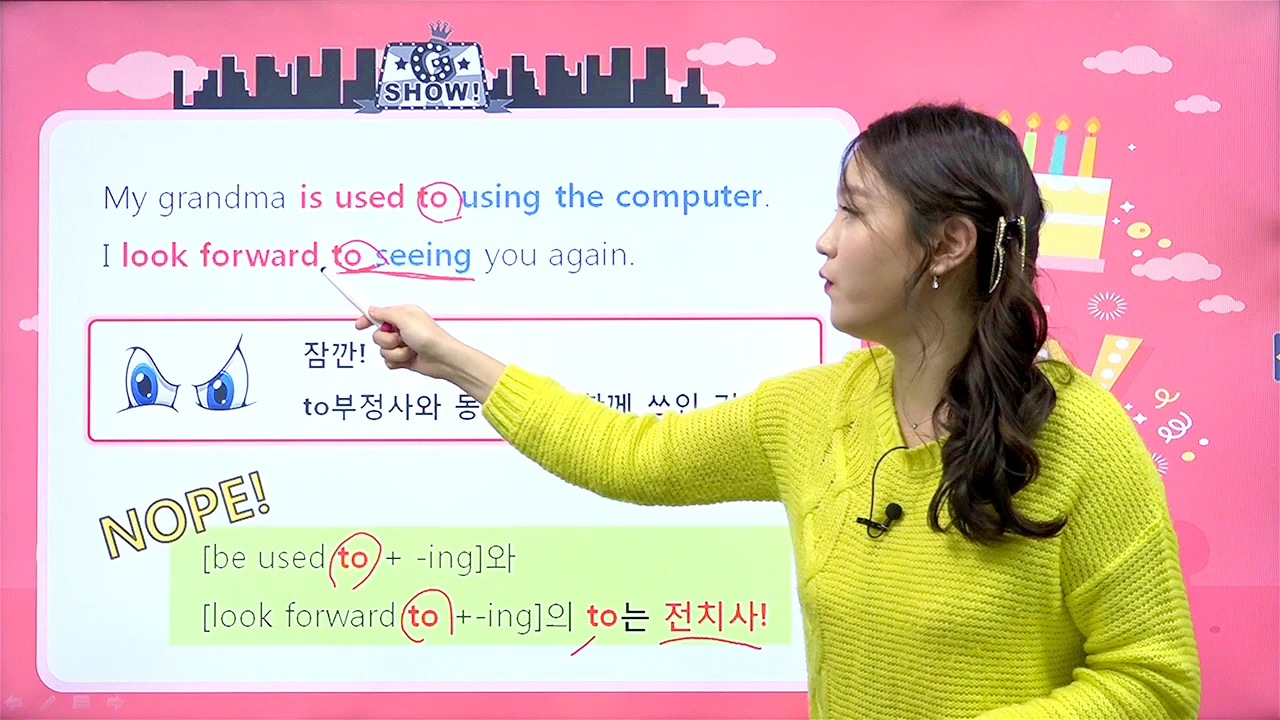 G
SHOW!
My grandma is used to using the computer.
I look forward to seeing you again.
잠깐!
to부정사와 쓰인
NOPE!
[be used to + -ing]와
[look forward to +-ing]의 to는 전치사!